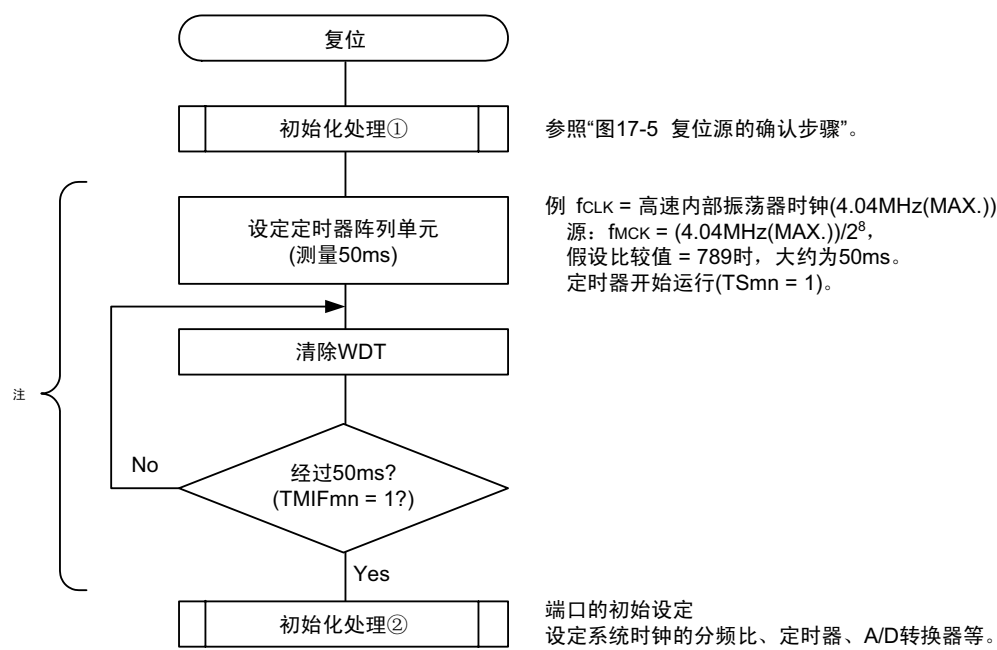 复位
初始化处理①
参照“图17-5 复位源的确认步骤”。
设定定时器阵列单元
(测量50ms)
例 fCLK = 高速内部振荡器时钟(4.04MHz(MAX.))
源：fMCK = (4.04MHz(MAX.))/2⁸，
假设比较值 = 789时，大约为50ms。
定时器开始运行(TSmn = 1)。
清除WDT
注
No
经过50ms?
(TMIFmn = 1?)
Yes
初始化处理②
端口的初始设定
设定系统时钟的分频比、定时器、A/D转换器等。